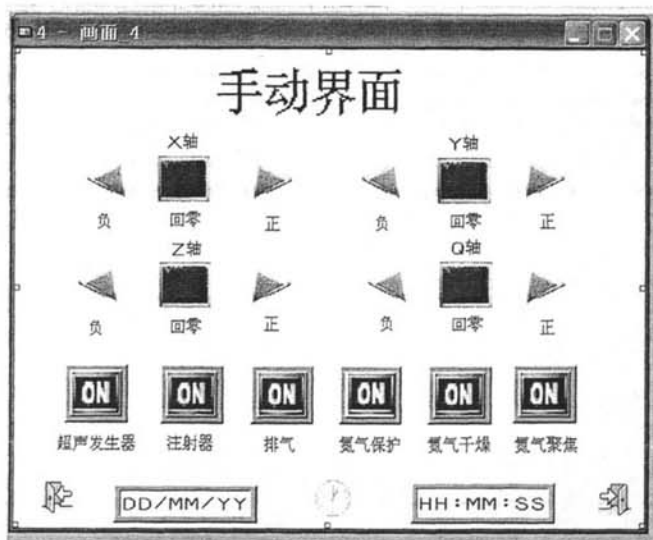 4 - 画面_4
手动界面
X轴 Y轴
负 回零 正 负 回零 正
Z轴 Q轴
负 回零 正 负 回零 正
ON ON ON ON ON ON
超声发生器 注射器 排气 氮气保护 氮气干燥 氮气聚焦
DD/MM/YY HH:MM:SS